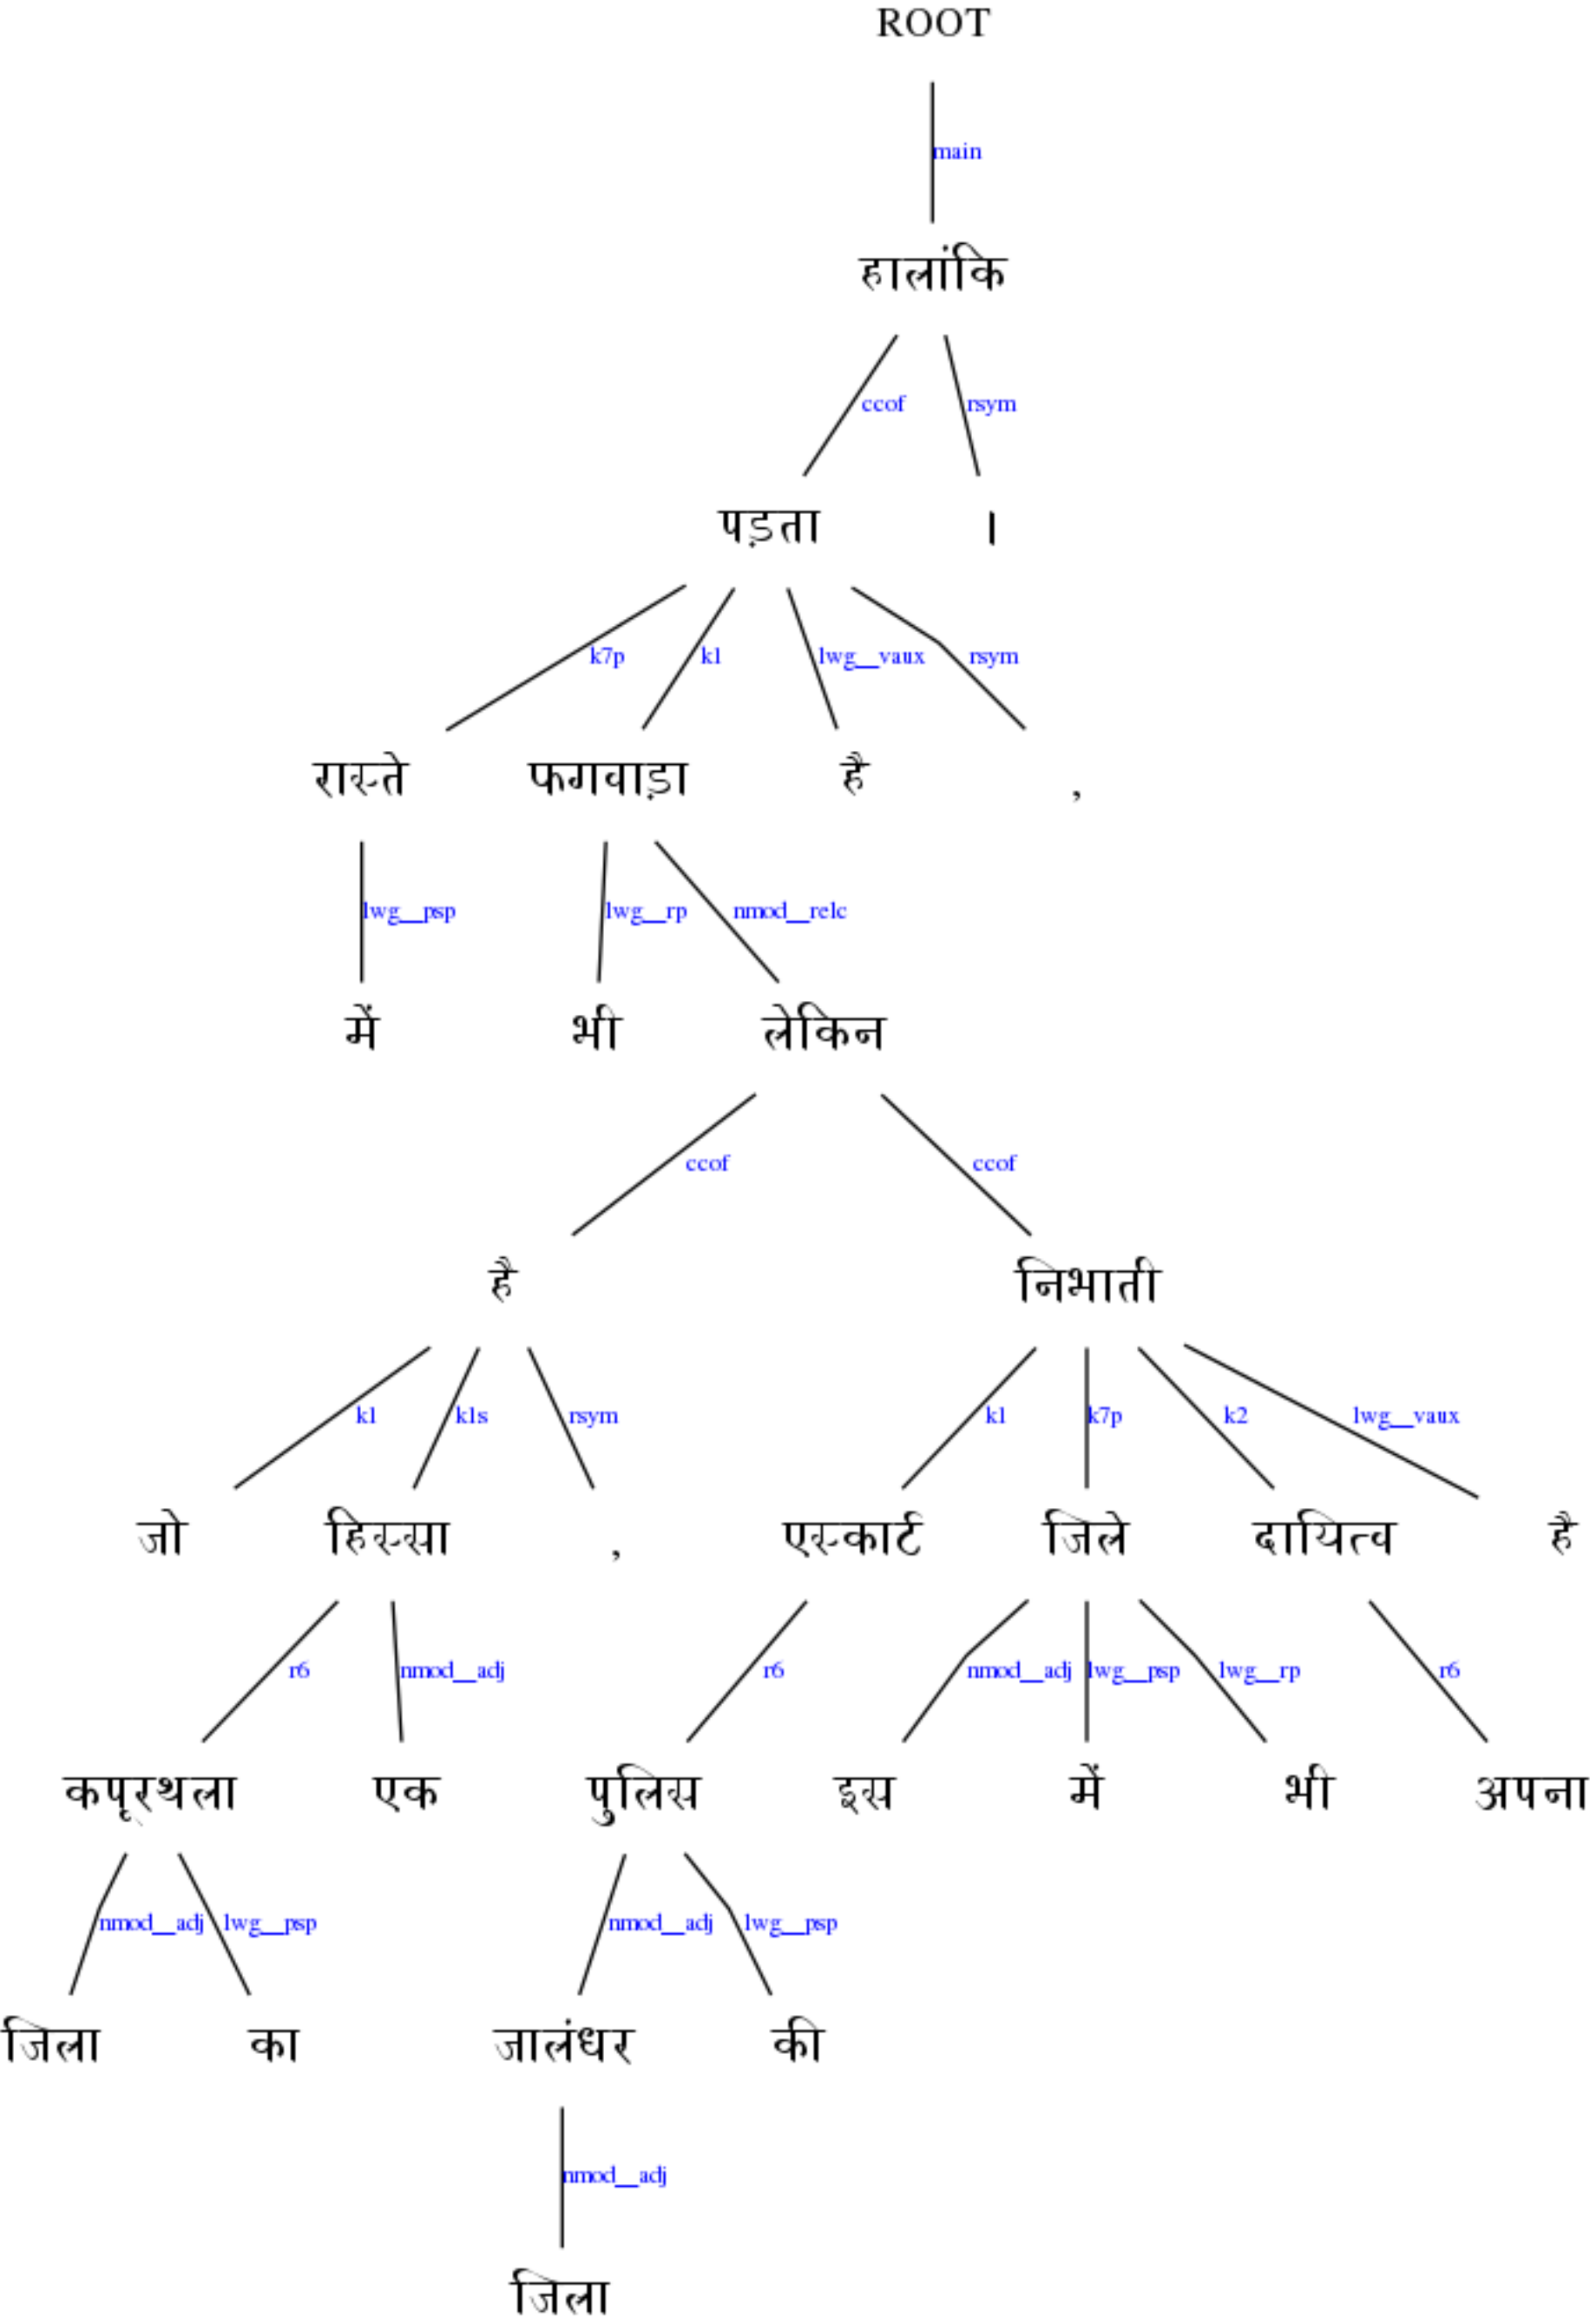 ROOT
main
हालांकि
ccof rsym
पड़ता ।
k7p k1 lwg__vaux rsym
रास्ते फगवाड़ा है ,
lwg__psp lwg__rp nmod__relc
में भी लेकिन
ccof ccof
है निभाती
k1 k1s rsym k1 k7p k2 lwg__vaux
जो हिस्सा , एस्कार्ट जिले दायित्व है
r6 nmod__adj r6 nmod__adj lwg__psp lwg__rp r6
कपूरथला एक पुलिस इस में भी अपना
nmod__adj lwg__psp nmod__adj lwg__psp
जिला का जालंधर की
nmod__adj
जिला